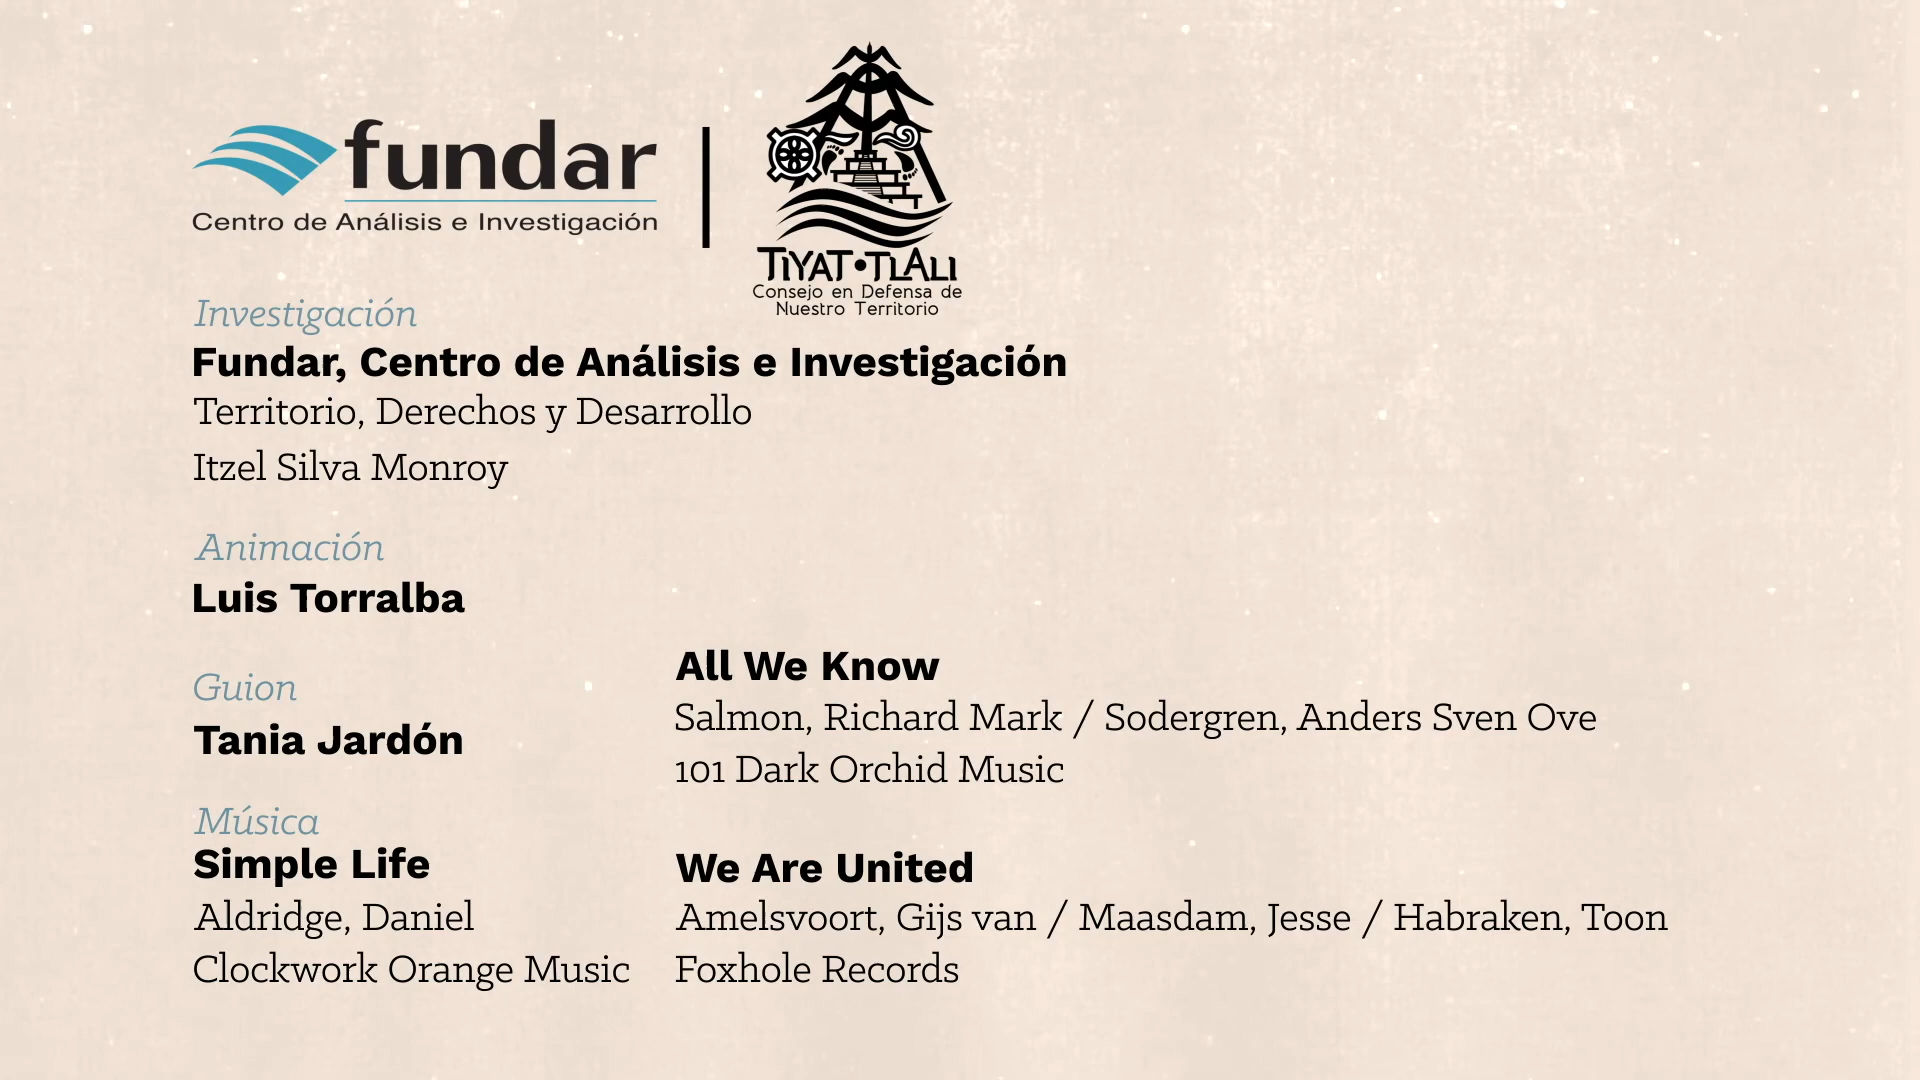 fundar
Centro de Análisis e Investigación
TiYAT•TLALI
Consejo en Defensa de
Nuestro Territorio
Investigación
Fundar, Centro de Análisis e Investigación
Territorio, Derechos y Desarrollo
Itzel Silva Monroy
Animación
Luis Torralba
Guion
Tania Jardón
Música
Simple Life
Aldridge, Daniel
Clockwork Orange Music
All We Know
Salmon, Richard Mark / Sodergren, Anders Sven Ove
101 Dark Orchid Music
We Are United
Amelsvoort, Gijs van / Maasdam, Jesse / Habraken, Toon
Foxhole Records